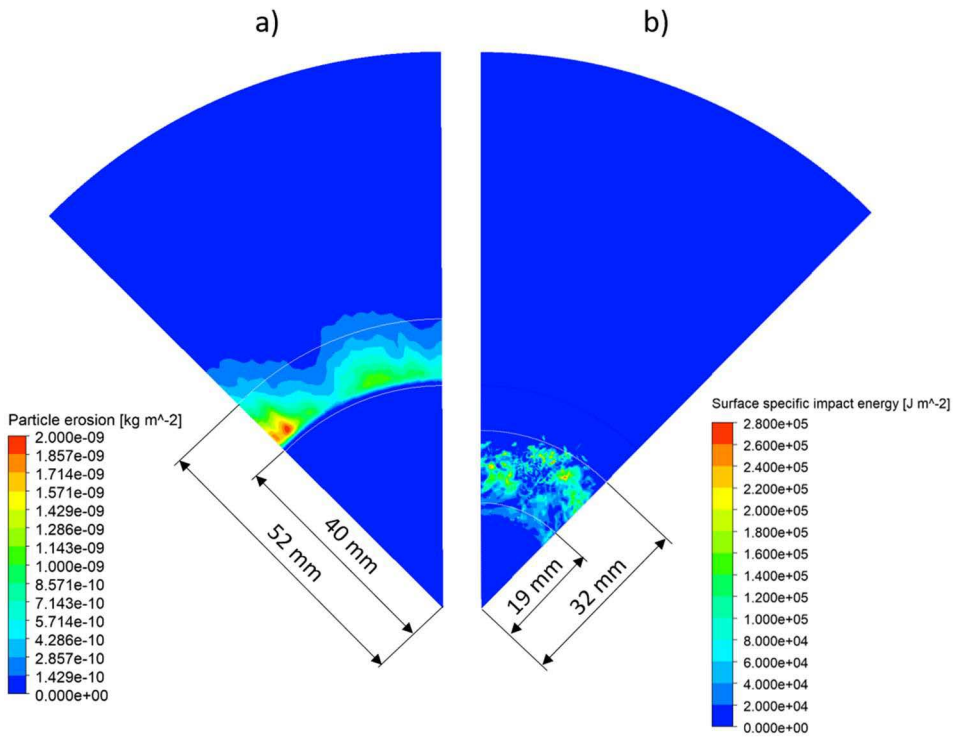 a)
b)
Particle erosion [kg m^-2]
2.000e-09
1.857e-09
1.714e-09
1.571e-09
1.429e-09
1.286e-09
1.143e-09
1.000e-09
8.571e-10
7.143e-10
5.714e-10
4.286e-10
2.857e-10
1.429e-10
0.000e+00
52 mm
40 mm
19 mm
32 mm
Surface specific impact energy [J m^-2]
2.800e+05
2.600e+05
2.400e+05
2.200e+05
2.000e+05
1.800e+05
1.600e+05
1.400e+05
1.200e+05
1.000e+05
8.000e+04
6.000e+04
4.000e+04
2.000e+04
0.000e+00